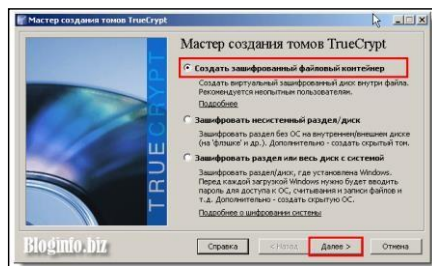 Мастер создания томов TrueCrypt
Мастер создания томов TrueCrypt
TRUECRYPT
Создать зашифрованный файловый контейнер
Создать виртуальный зашифрованный диск внутри файла.
Рекомендуется неопытным пользователям.
Подробнее
Зашифровать несистемный раздел/диск
Зашифровать раздел без ОС на внутреннем/внешнем диске
(на 'флэшке' и др.). Дополнительно - создать скрытый том.
Зашифровать раздел или весь диск с системой
Зашифровать раздел/диск, где установлена Windows.
Перед каждой загрузкой Windows нужно будет вводить
пароль для доступа к ОС, считывания и записи файлов и
т.д. Дополнительно - создать скрытую ОС.
Подробнее о шифровании системы
Bloginfo.biz
Справка
< Назад
Далее >
Отмена